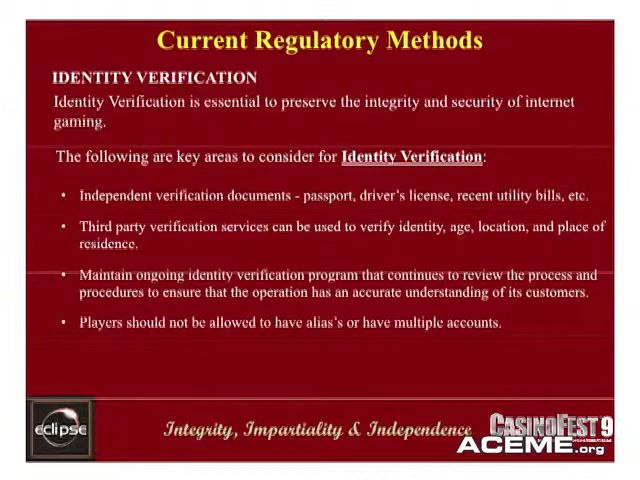 Current Regulatory Methods
IDENTITY VERIFICATION
Identity Verification is essential to preserve the integrity and security of internet
gaming.
The following are key areas to consider for Identity Verification:
• Independent verification documents - passport, driver’s license, recent utility bills, etc.
• Third party verification services can be used to verify identity, age, location, and place of
residence.
• Maintain ongoing identity verification program that continues to review the process and
procedures to ensure that the operation has an accurate understanding of its customers.
• Players should not be allowed to have alias’s or have multiple accounts.
eclipse
Integrity, Impartiality & Independence
CASINOFEST 9
ACEME.org